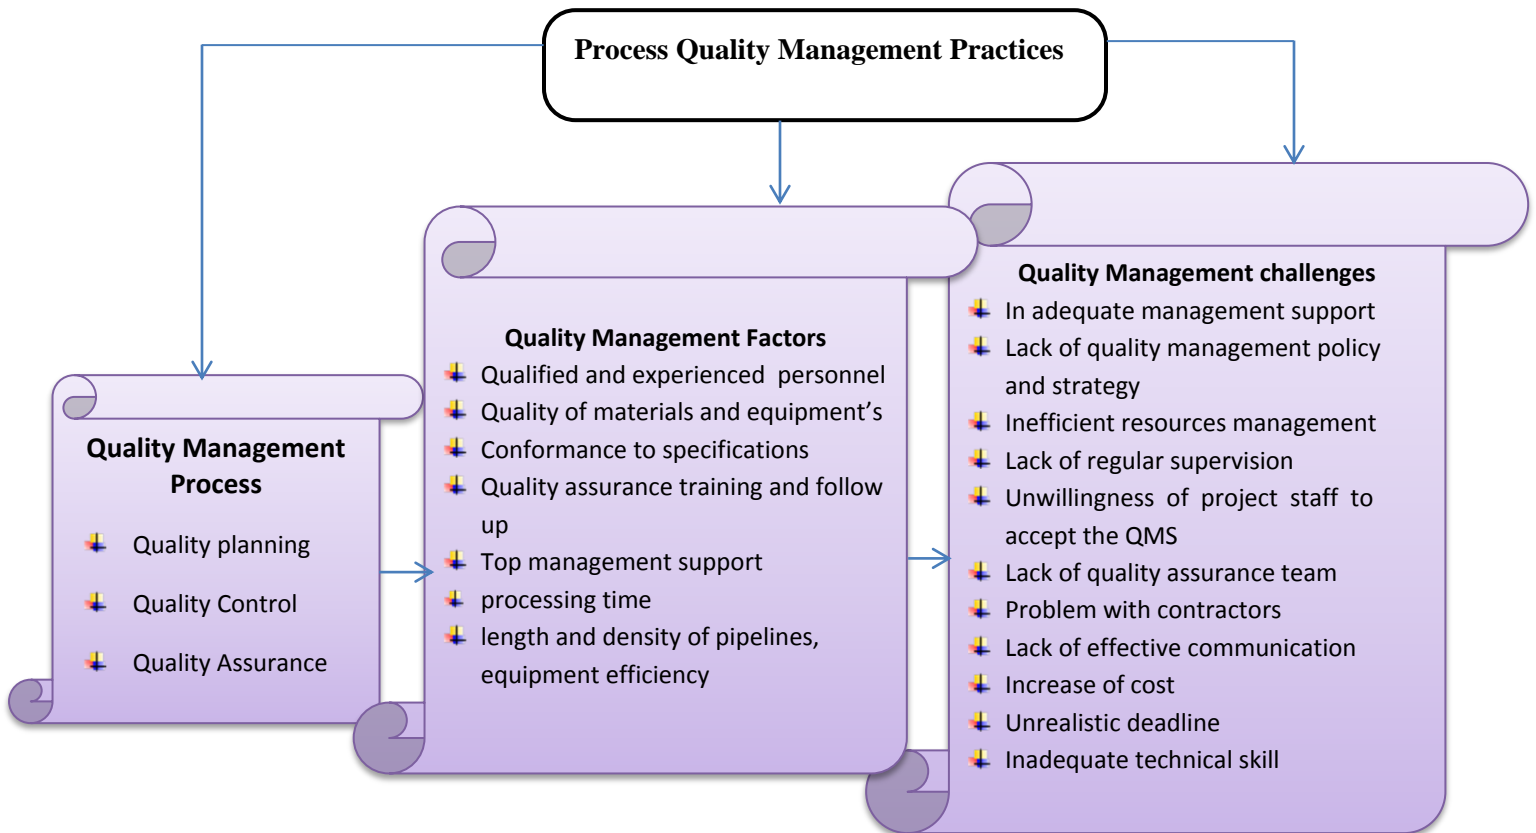 Process Quality Management Practices
Quality Management
Process
Quality planning
Quality Control
Quality Assurance
Quality Management Factors
Qualified and experienced personnel
Quality of materials and equipment’s
Conformance to specifications
Quality assurance training and follow
up
Top management support
processing time
length and density of pipelines,
equipment efficiency
Quality Management challenges
In adequate management support
Lack of quality management policy
and strategy
Inefficient resources management
Lack of regular supervision
Unwillingness of project staff to
accept the QMS
Lack of quality assurance team
Problem with contractors
Lack of effective communication
Increase of cost
Unrealistic deadline
Inadequate technical skill